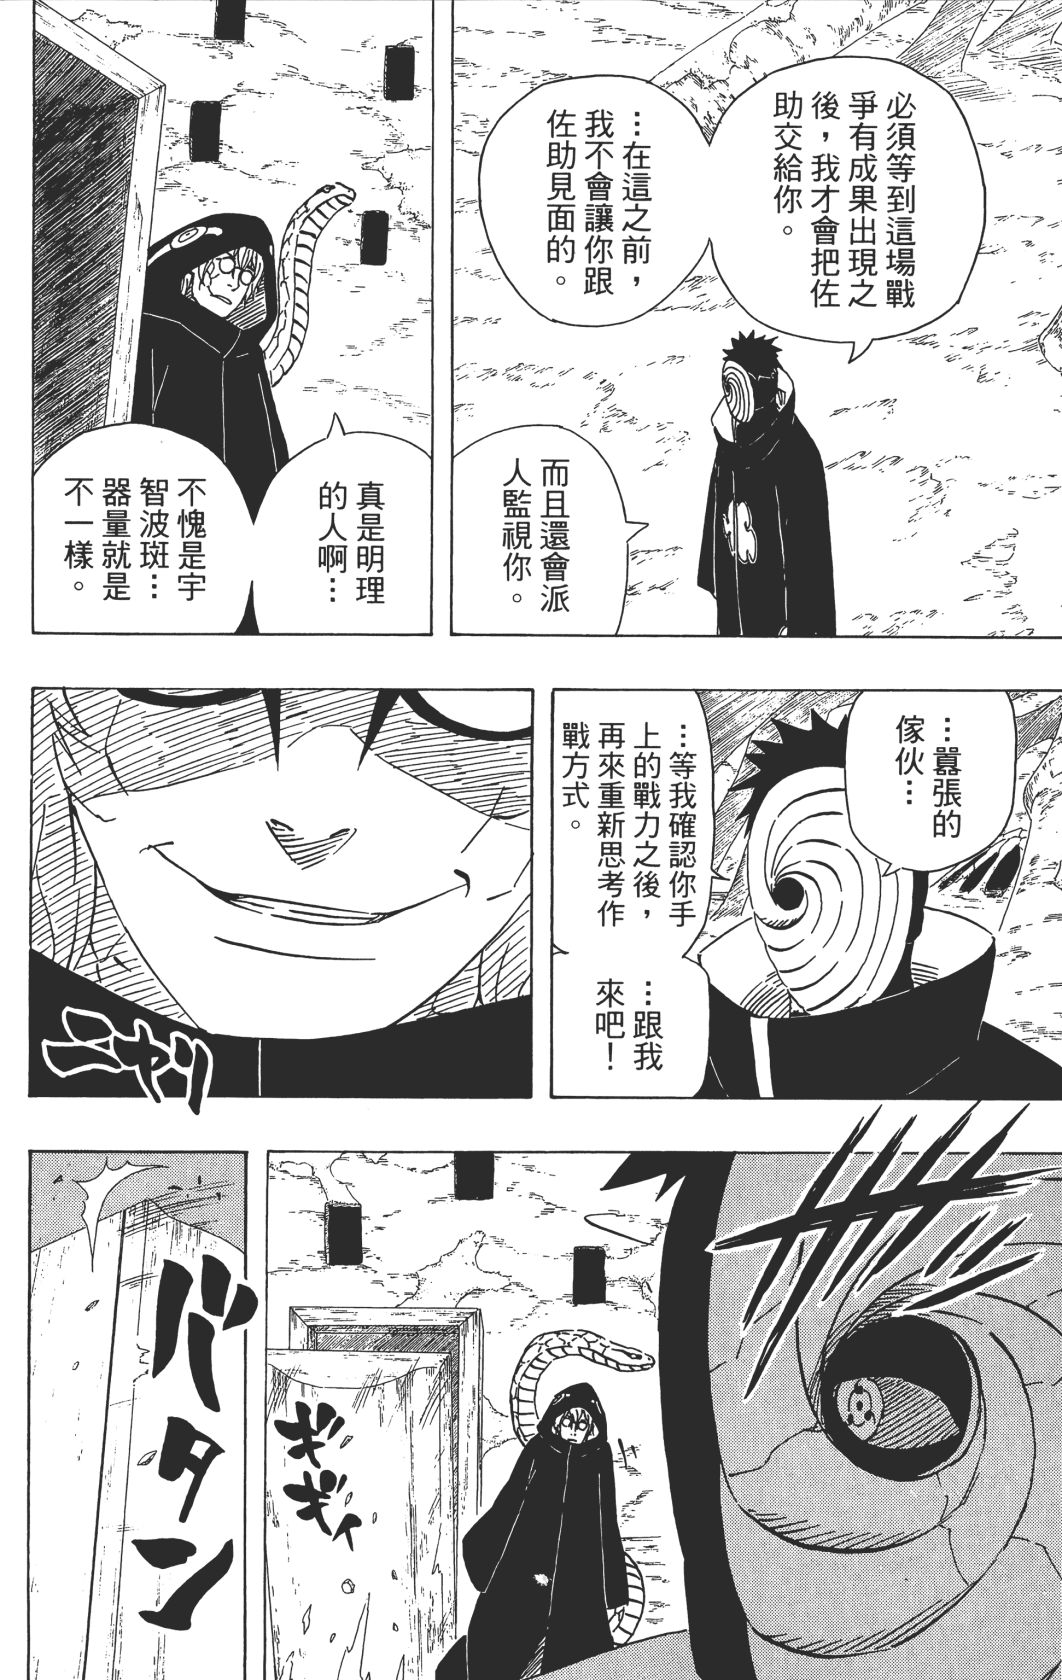 必須等到這場戰
爭有成果出現之
後，我才會把佐
助交給你。
…在這之前，
我不會讓你跟
佐助見面的。
而且還會派
人監視你。
真是明理
的人啊…
不愧是宇
智波斑…
器量就是
不一樣。
…囂張的
傢伙…
…等我確認你手
上的戰力之後，
再來重新思考作
戰方式。
…跟我
來吧！
ニヤリ
ギギギィ
バタン